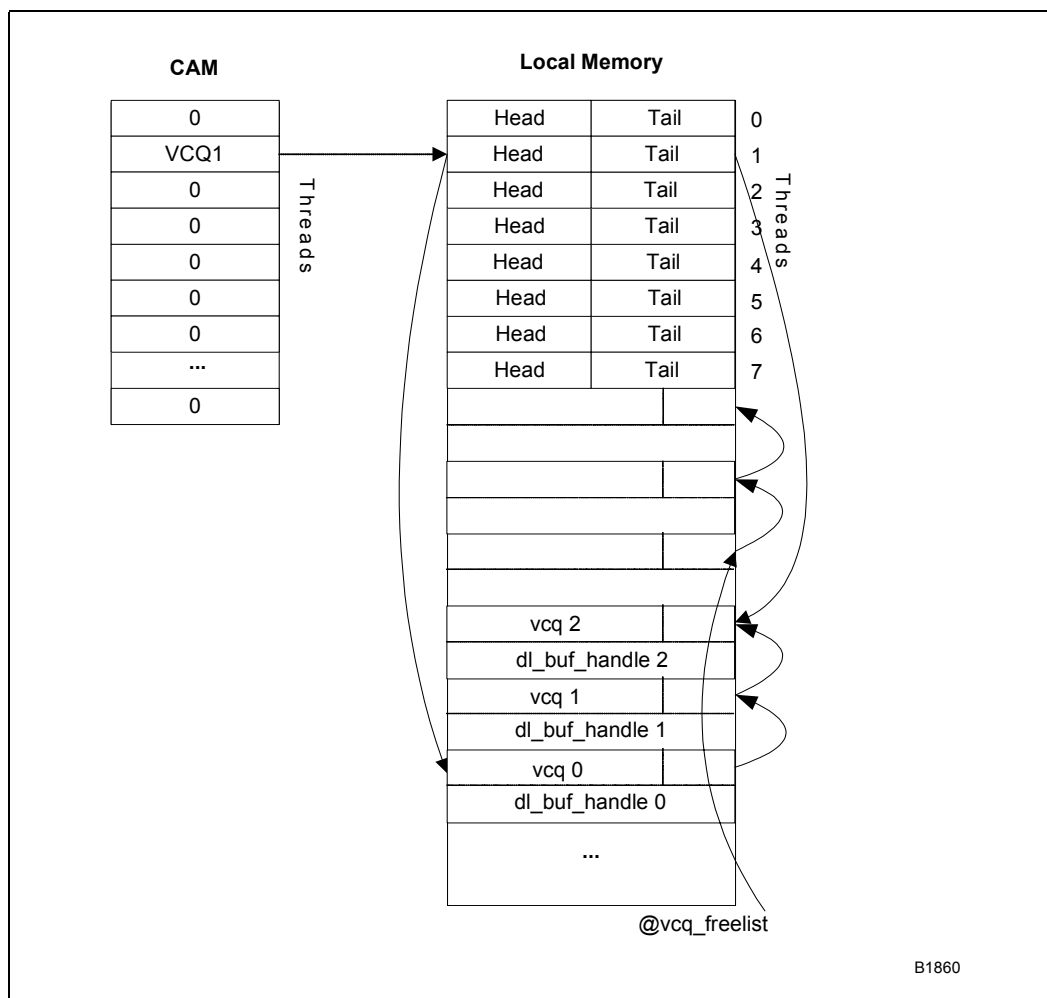 CAM
Local Memory
0
VCQ1
0
0
0
0
0
...
0
Threads
Head Tail 0
Head Tail 1
Head Tail 2
Head Tail 3
Head Tail 4
Head Tail 5
Head Tail 6
Head Tail 7
Threads
vcq 2
dl_buf_handle 2
vcq 1
dl_buf_handle 1
vcq 0
dl_buf_handle 0
...
@vcq_freelist
B1860